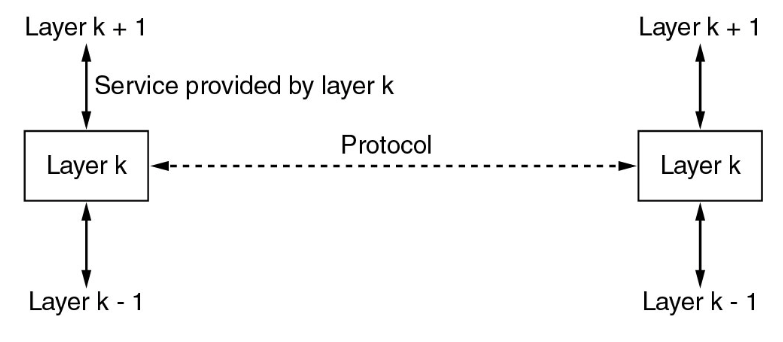 Layer k + 1
Layer k + 1
Service provided by layer k
Protocol
Layer k
Layer k
Layer k - 1
Layer k - 1